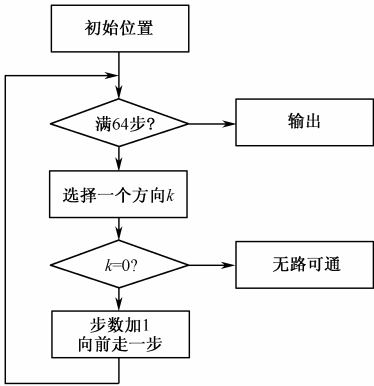 初始位置
满64步?
输出
选择一个方向k
k=0?
无路可通
步数加1
向前走一步